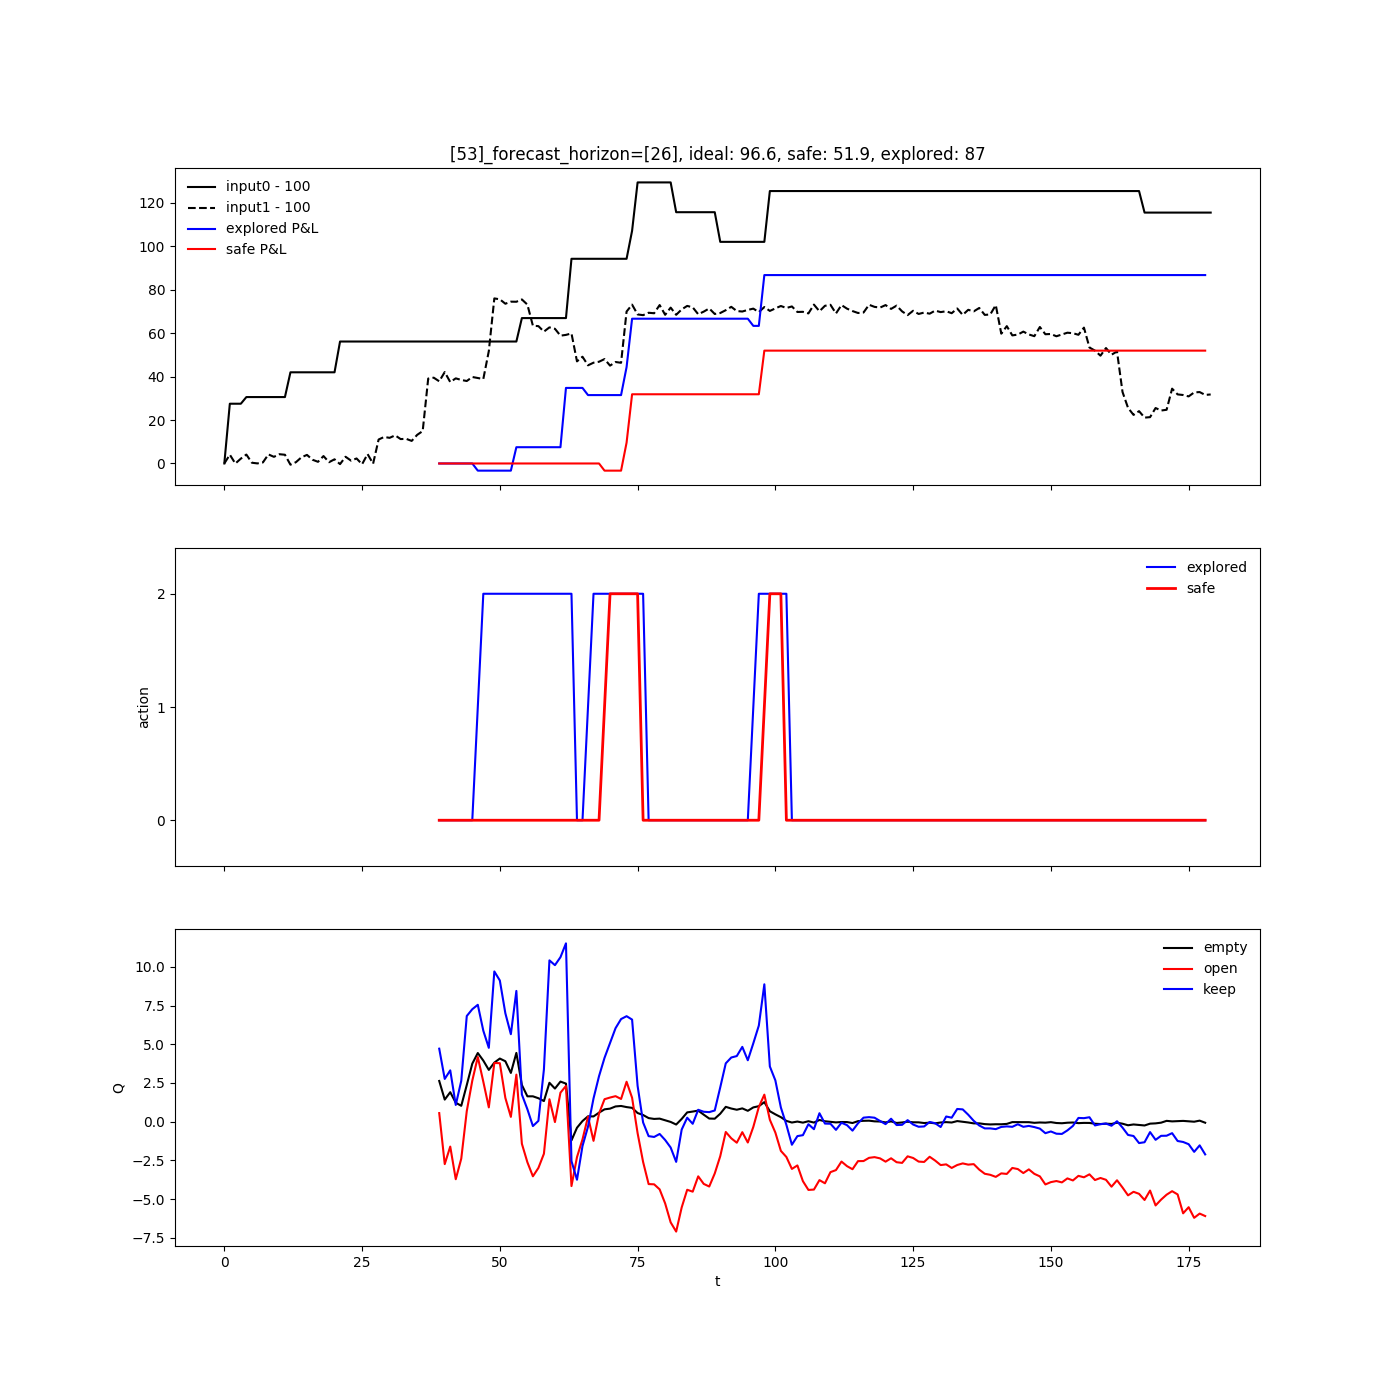 [53]_forecast_horizon=[26], ideal: 96.6, safe: 51.9, explored: 87
input0 - 100
input1 - 100
explored P&L
safe P&L
120
100
80
60
40
20
0
explored
safe
2
1
0
action
empty
open
keep
10.0
7.5
5.0
2.5
0.0
−2.5
−5.0
−7.5
Q
0 25 50 75 100 125 150 175
t